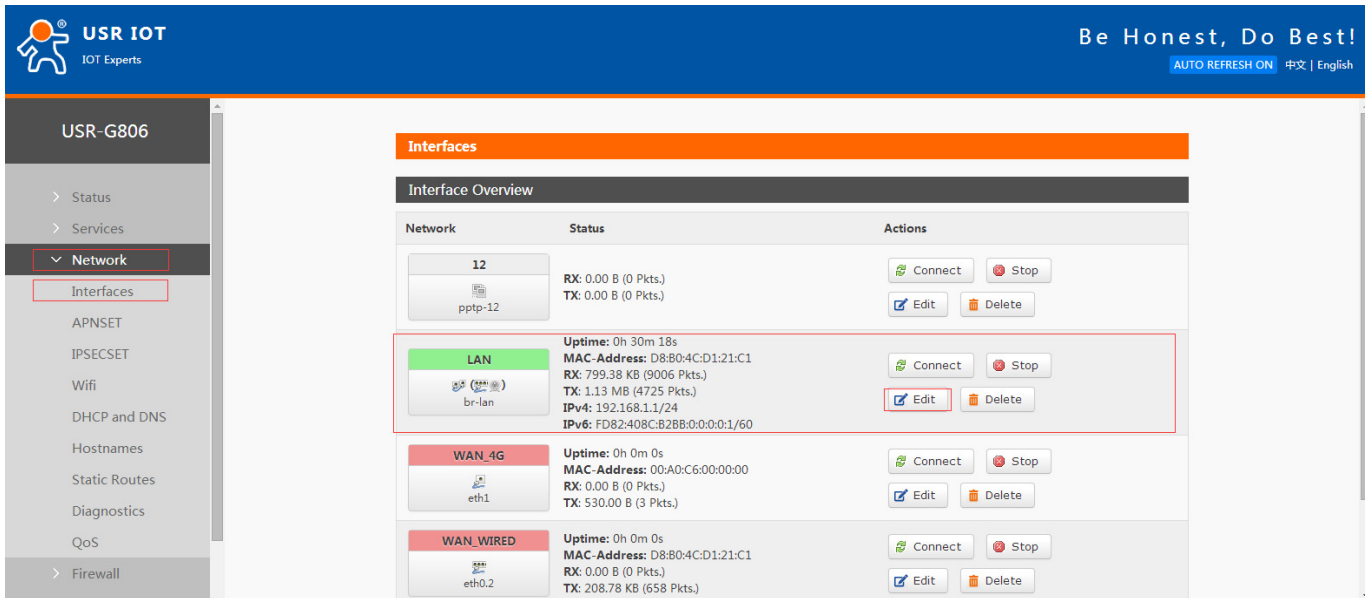 USR IOT
IOT Experts
®
Be Honest, Do Best!
AUTO REFRESH ON 中文 | English
USR-G806
Status
Services
Network
Interfaces
APNSET
IPSECSET
Wifi
DHCP and DNS
Hostnames
Static Routes
Diagnostics
QoS
Firewall
Interfaces
Interface Overview
Network Status Actions
12
pptp-12
RX: 0.00 B (0 Pkts.)
TX: 0.00 B (0 Pkts.)
Connect Stop
Edit Delete
LAN
( )
br-lan
Uptime: 0h 30m 18s
MAC-Address: D8:B0:4C:D1:21:C1
RX: 799.38 KB (9006 Pkts.)
TX: 1.13 MB (4725 Pkts.)
IPv4: 192.168.1.1/24
IPv6: FD82:408C:B2BB:0:0:0:0:1/60
Connect Stop
Edit Delete
WAN_4G
eth1
Uptime: 0h 0m 0s
MAC-Address: 00:A0:C6:00:00:00
RX: 0.00 B (0 Pkts.)
TX: 530.00 B (3 Pkts.)
Connect Stop
Edit Delete
WAN_WIRED
eth0.2
Uptime: 0h 0m 0s
MAC-Address: D8:B0:4C:D1:21:C1
RX: 0.00 B (0 Pkts.)
TX: 208.78 KB (658 Pkts.)
Connect Stop
Edit Delete